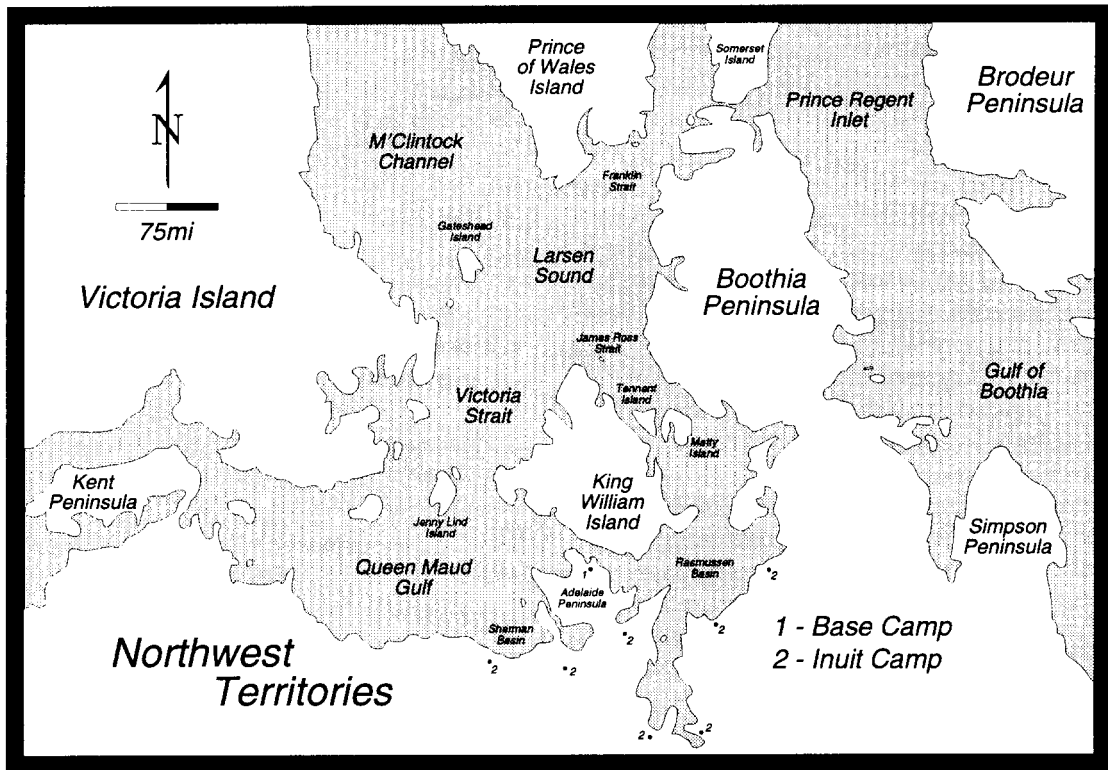 Prince
of Wales
Island
Somerset
Island
Brodeur
Peninsula
Prince Regent
Inlet
N
M'Clintock
Channel
Franklin
Strait
75mi
Gateshead
Island
Larsen
Sound
Victoria Island
Boothia
Peninsula
James Ross
Strait
Gulf of
Boothia
Tennent
Island
Victoria
Strait
Matty
Island
Kent
Peninsula
King
William
Island
Jenny Lind
Island
Simpson
Peninsula
Queen Maud
Gulf
1
Rasmussen
Basin
2
Adelaide
Peninsula
Sherman
Basin
2
2
1 - Base Camp
2 - Inuit Camp
2
2
Northwest
Territories
2
2